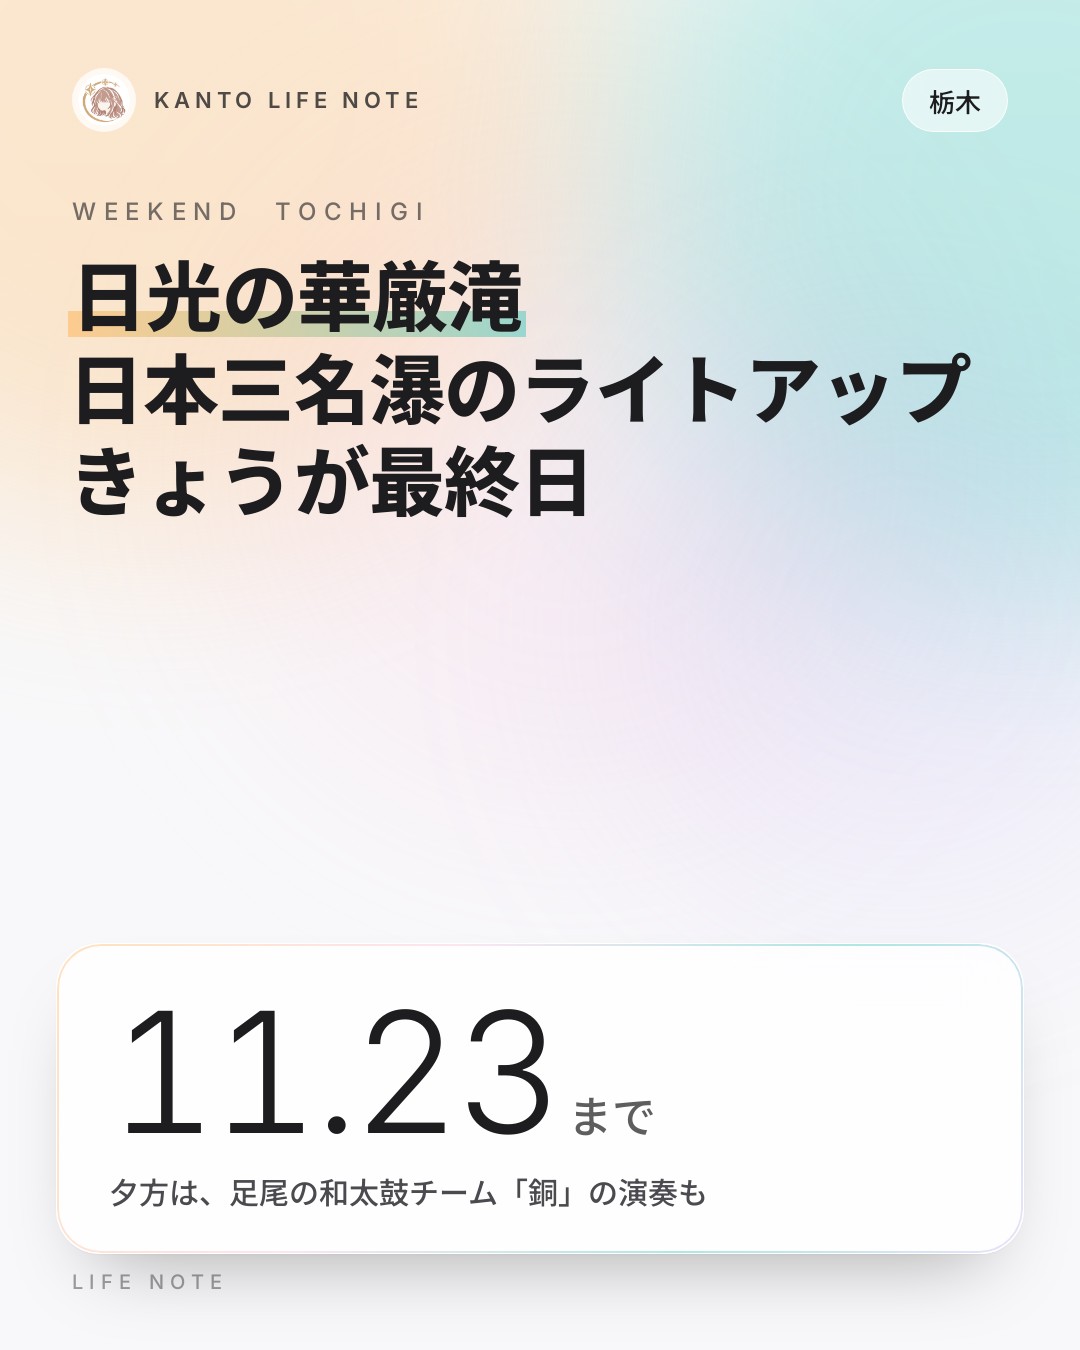 KANTO LIFE NOTE
栃木
WEEKEND TOCHIGI
日光の華厳滝
日本三名瀑のライトアップ
きょうが最終日
11.23 まで
夕方は、足尾の和太鼓チーム「銅」の演奏も
LIFE NOTE